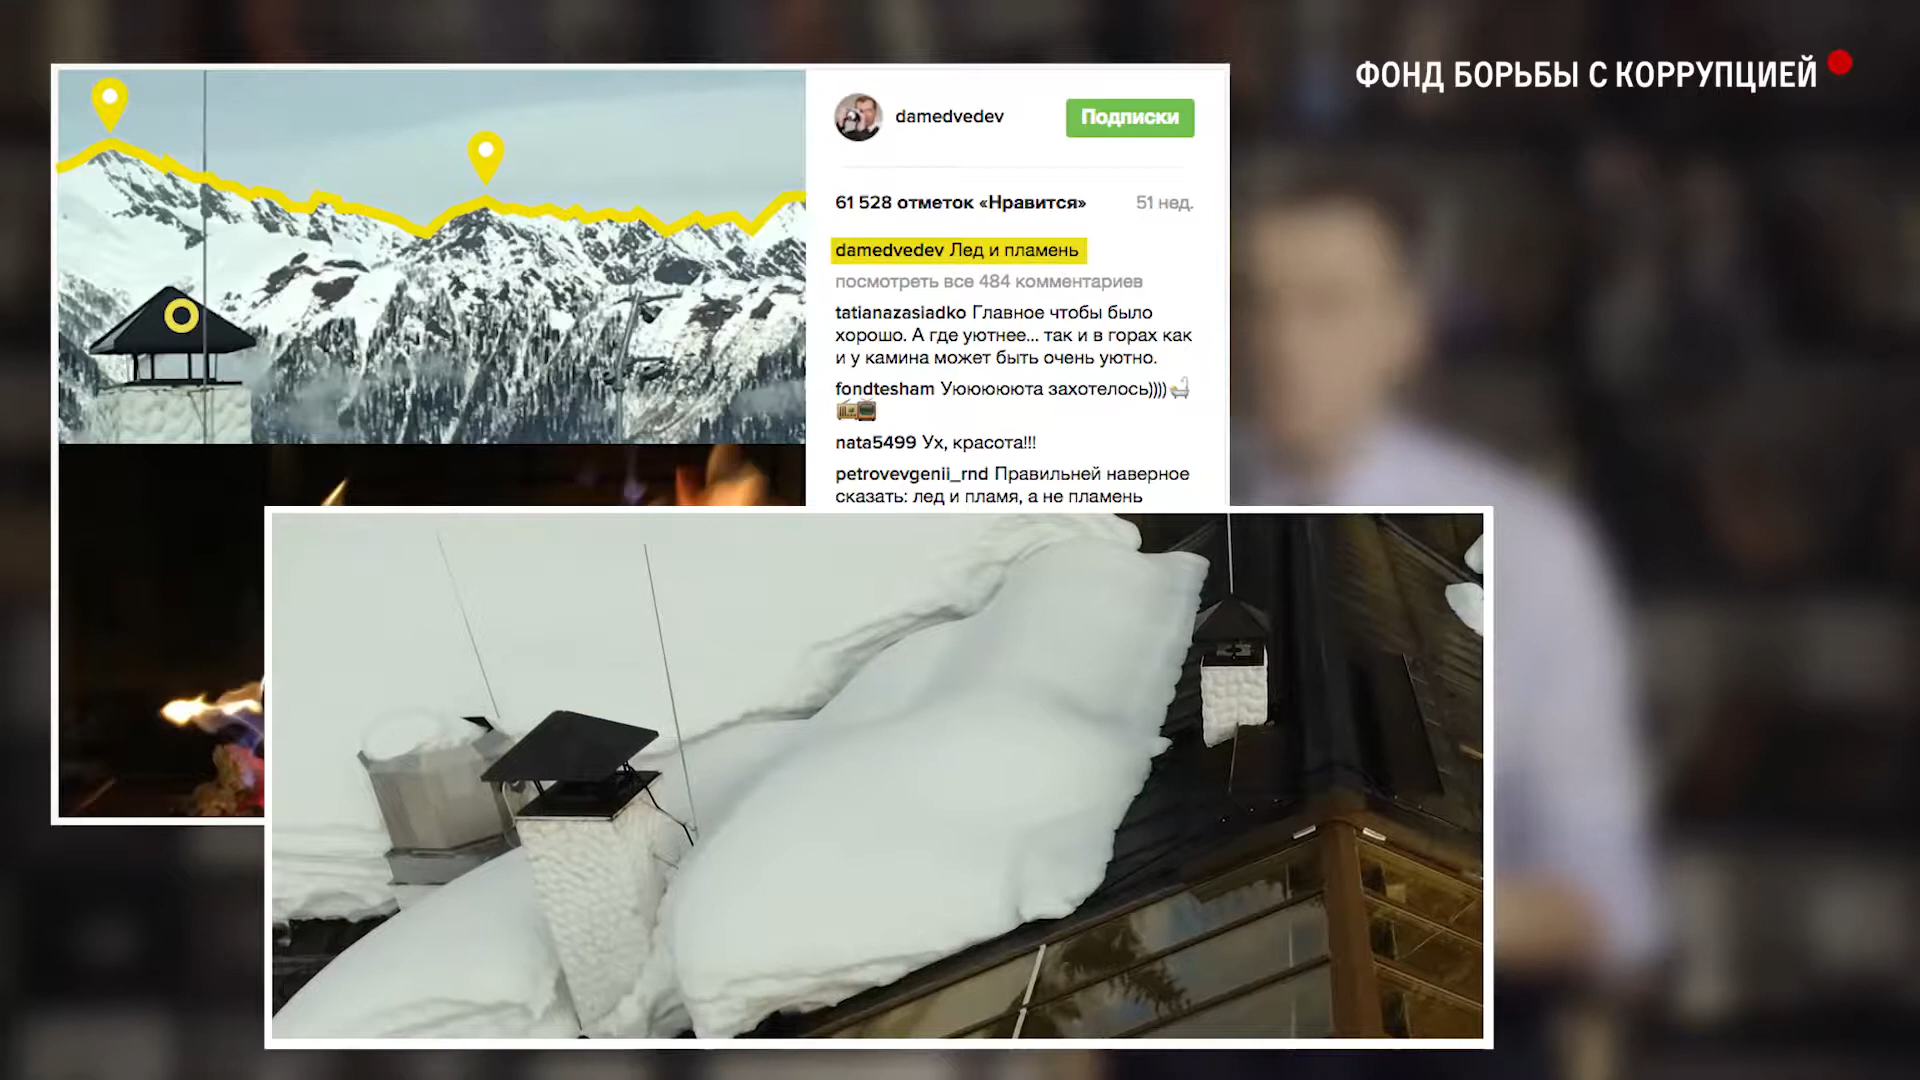 ФОНД БОРЬБЫ С КОРРУПЦИЕЙ
damedvedev
Подписки
61 528 отметок «Нравится»
51 нед.
damedvedev Лед и пламень
посмотреть все 484 комментариев
tatianazasiadko Главное чтобы было
хорошо. А где уютнее... так и в горах как
и у камина может быть очень уютно.
fondtesham Уюююююта захотелось))))
nata5499 Ух, красота!!!
petrovevgenii_rnd Правильней наверное
сказать: лед и пламя, а не пламень